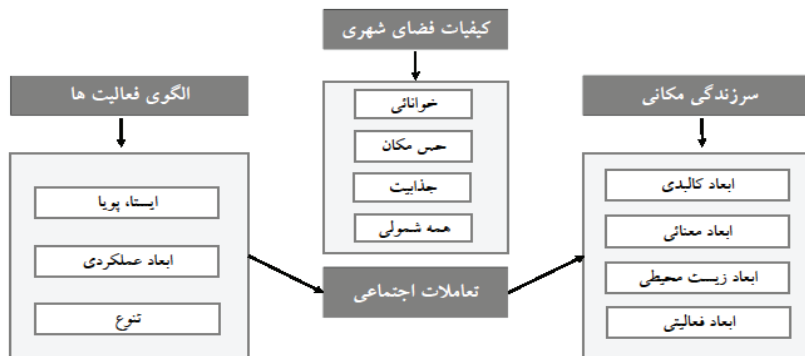 کیفیات فضای شهری
خوانائی
حس مکان
جذابیت
همه شمولی
سرزندگی مکانی
ابعاد کالبدی
ابعاد معنائی
ابعاد زیست محیطی
ابعاد فعالیتی
الگوی فعالیت ها
ایستا، پویا
ابعاد عملکردی
تنوع
تعاملات اجتماعی